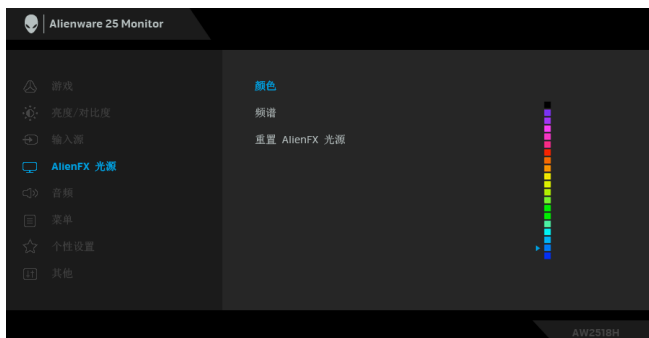 Alienware 25 Monitor
游戏
亮度/对比度
输入源
AlienFX 光源
音频
菜单
个性设置
其他
颜色
频谱
重置 AlienFX 光源
AW2518H